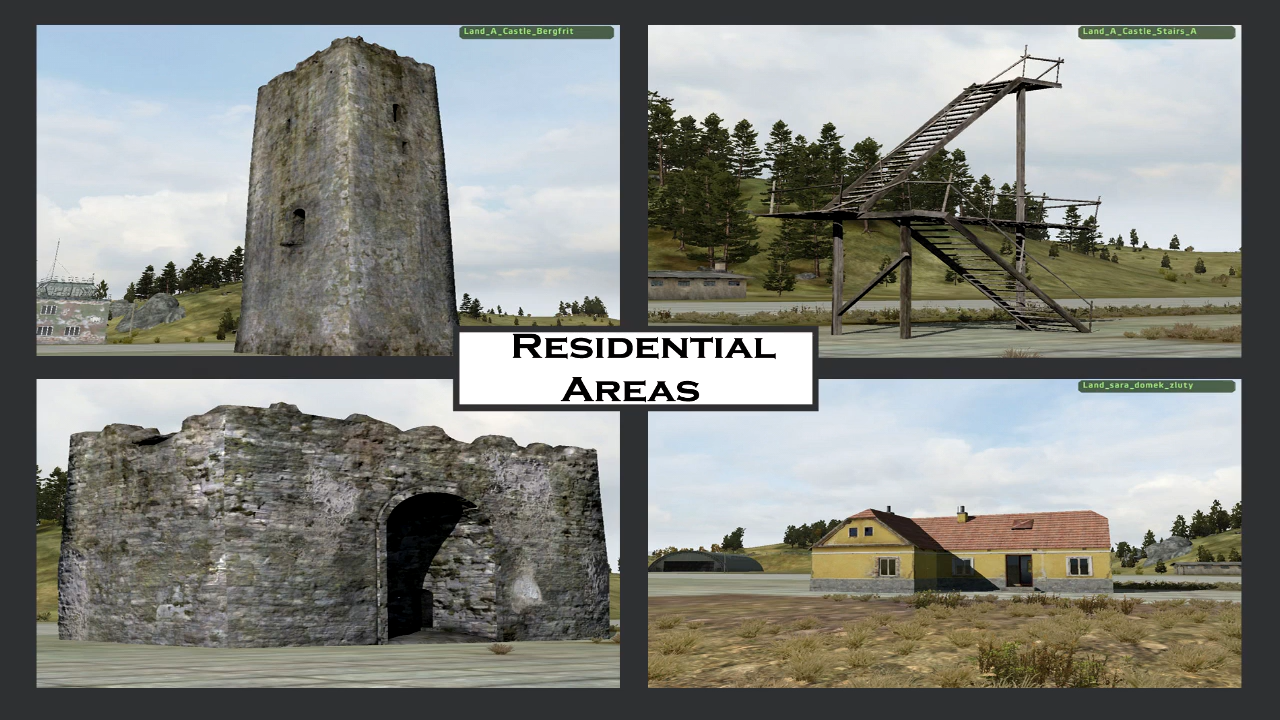 Land_A_Castle_Bergfrit
Land_A_Castle_Stairs_A
Residential
Areas
Land_sara_domek_zluty